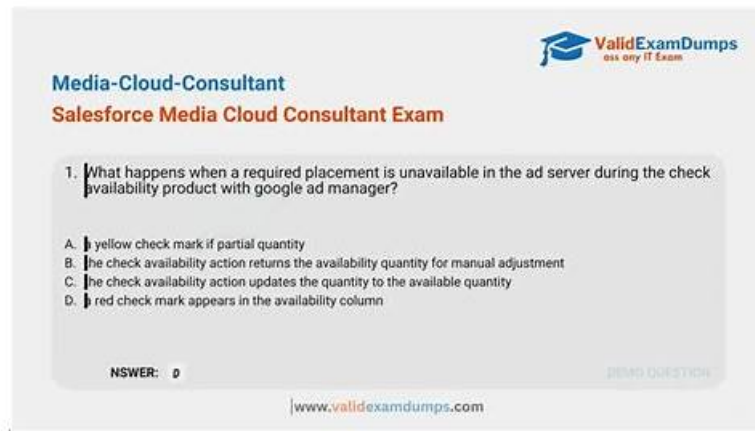 ValidExamDumps
ass any IT Exam
Media-Cloud-Consultant
Salesforce Media Cloud Consultant Exam
1. What happens when a required placement is unavailable in the ad server during the check
availability product with google ad manager?
A. a yellow check mark if partial quantity
B. he check availability action returns the availability quantity for manual adjustment
C. he check availability action updates the quantity to the available quantity
D. a red check mark appears in the availability column
NSWER: D
DEMO QUESTION
www.validexamdumps.com